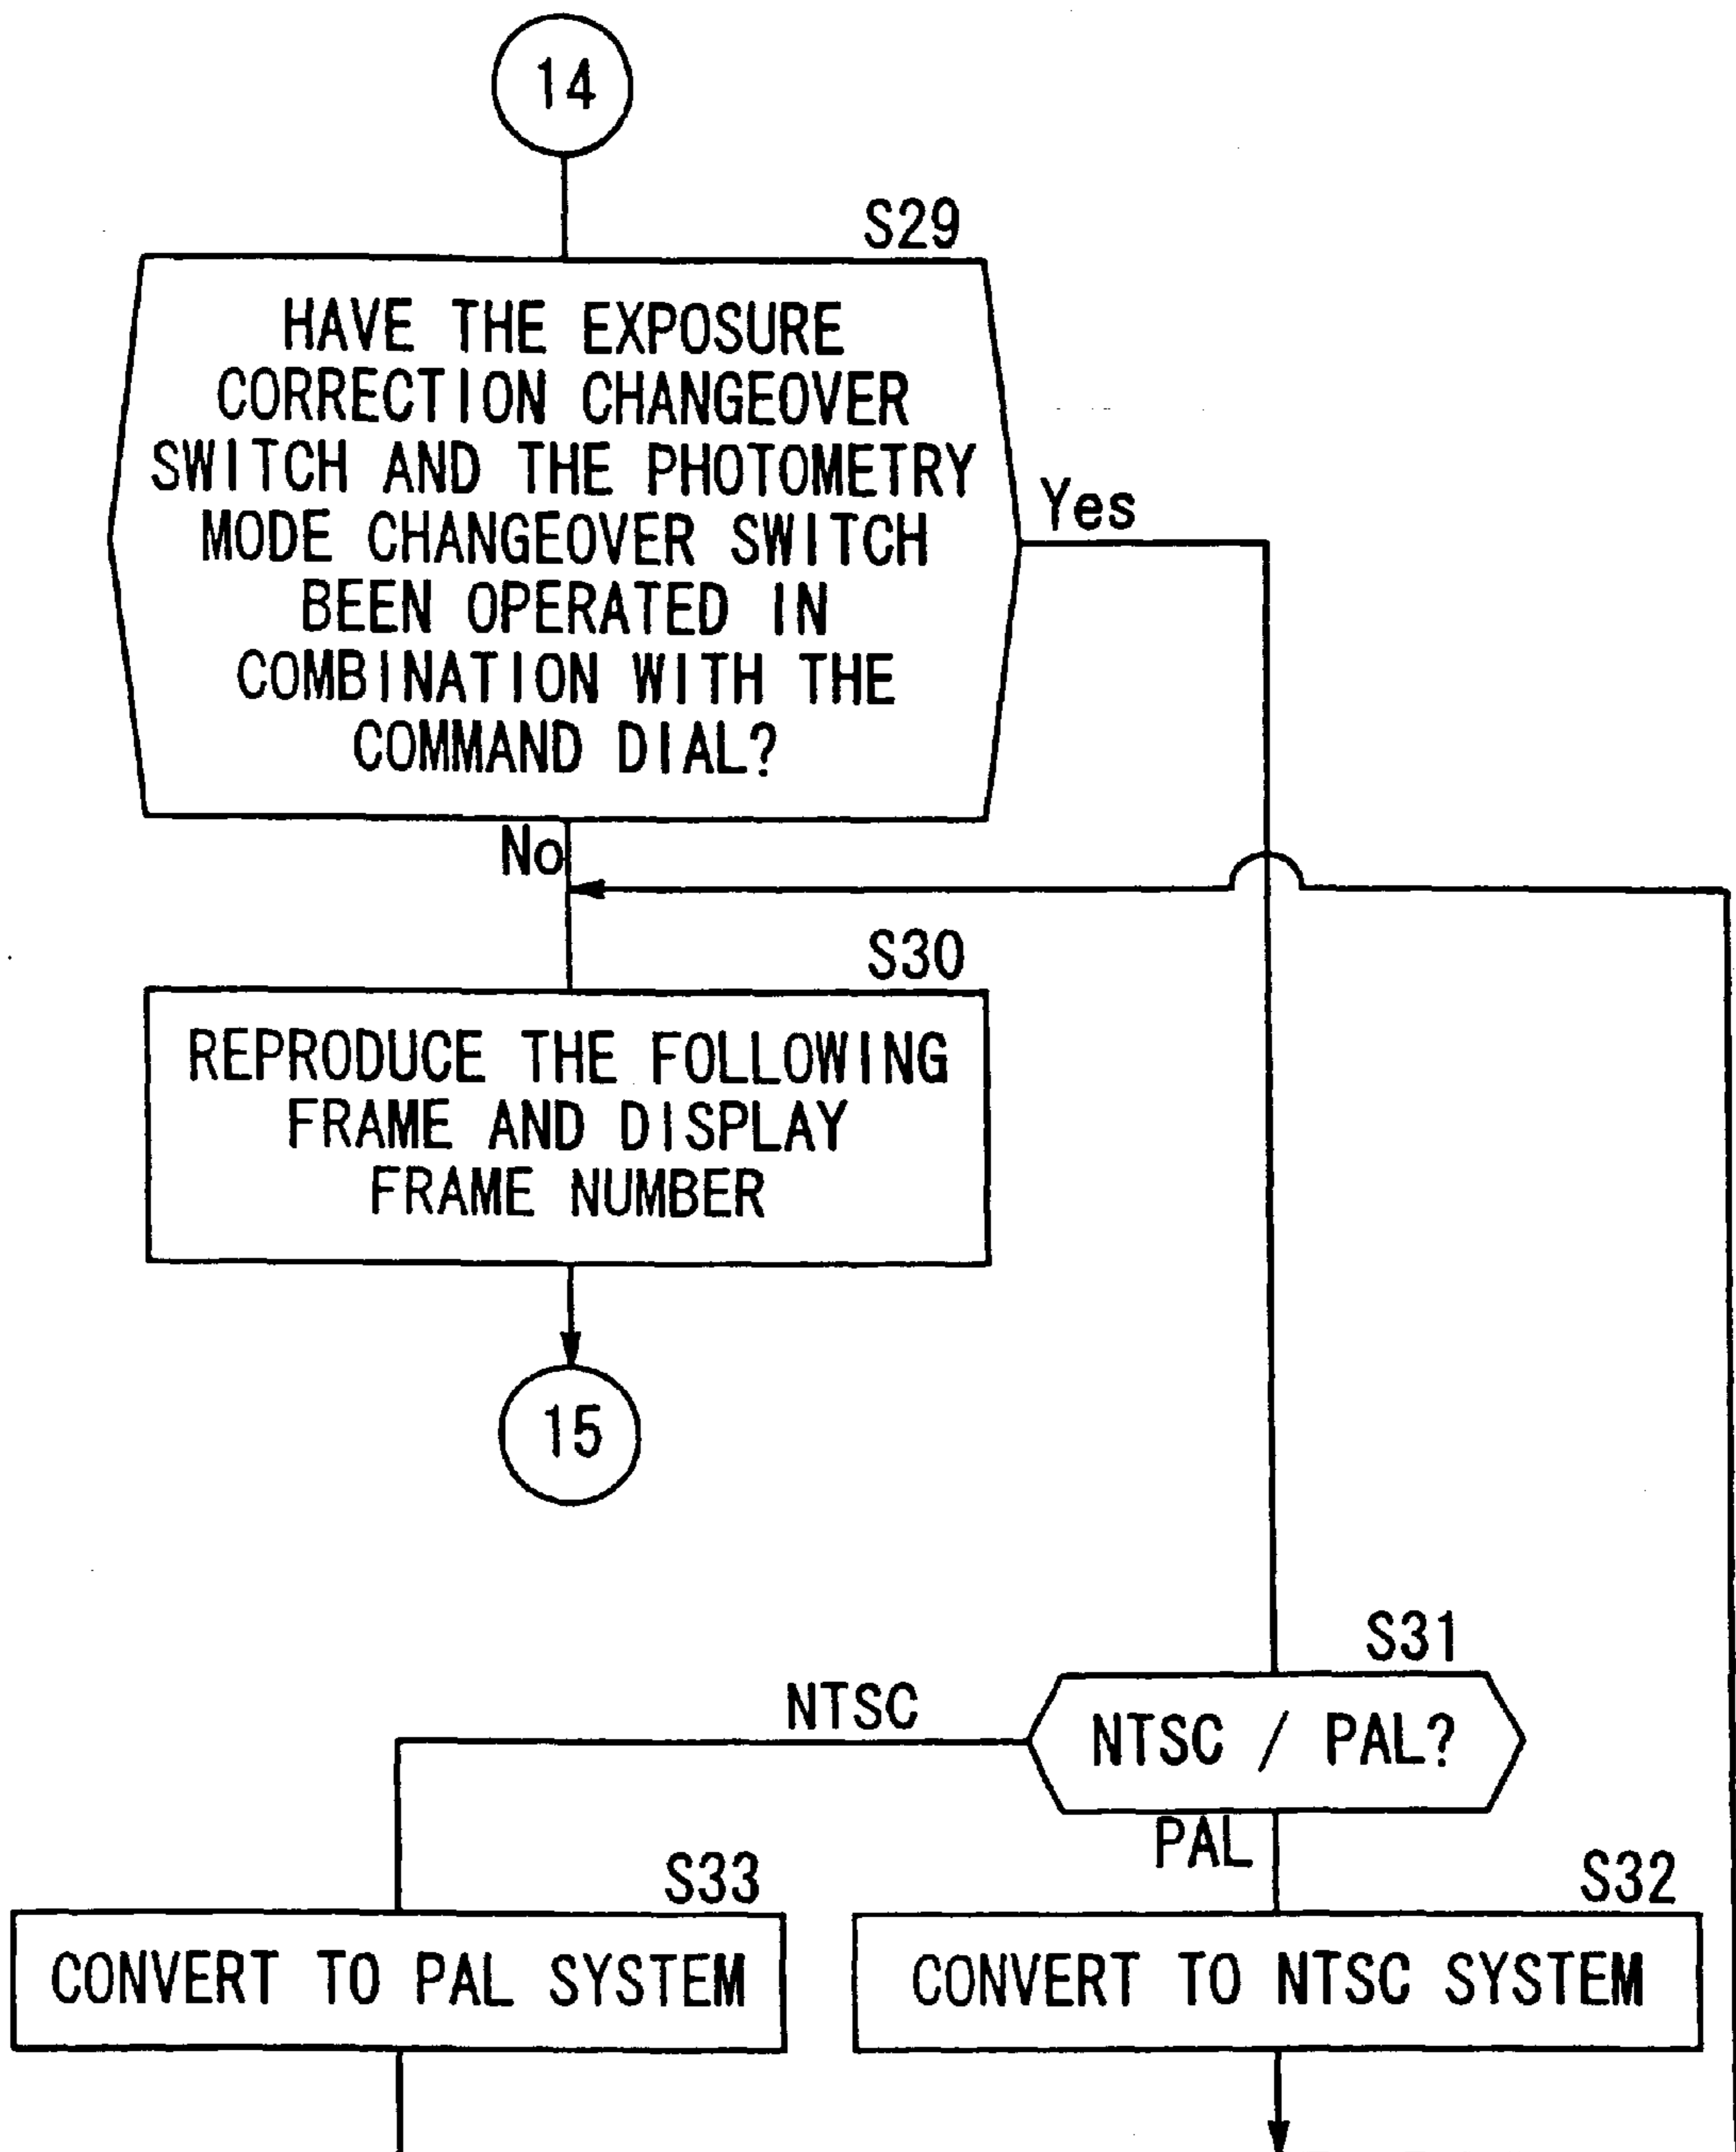 14
S29
HAVE THE EXPOSURE
CORRECTION CHANGEOVER
SWITCH AND THE PHOTOMETRY
MODE CHANGEOVER SWITCH
BEEN OPERATED IN
COMBINATION WITH THE
COMMAND DIAL?
Yes
No
S30
REPRODUCE THE FOLLOWING
FRAME AND DISPLAY
FRAME NUMBER
15
S31
NTSC / PAL?
NTSC
PAL
S33
CONVERT TO PAL SYSTEM
S32
CONVERT TO NTSC SYSTEM